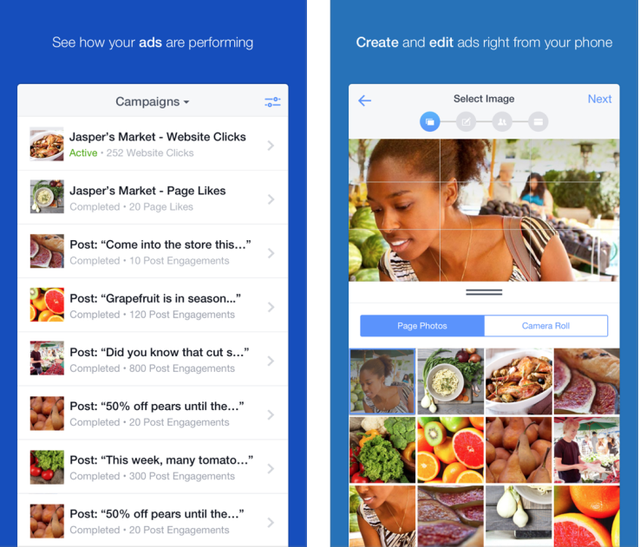 See how your ads are performing
Campaigns
Jasper's Market - Website Clicks
Active • 252 Website Clicks
Jasper's Market - Page Likes
Completed • 20 Page Likes
Post: “Come into the store this...”
Completed • 10 Post Engagements
Post: “Grapefruit is in season...”
Completed • 120 Post Engagements
Post: “Did you know that cut s...”
Completed • 800 Post Engagements
Post: “50% off pears until the...”
Completed • 20 Post Engagements
Post: “This week, many tomato...”
Completed • 300 Post Engagements
Post: “50% off pears until the...”
Completed • 20 Post Engagements
Create and edit ads right from your phone
Select Image
Next
Page Photos
Camera Roll